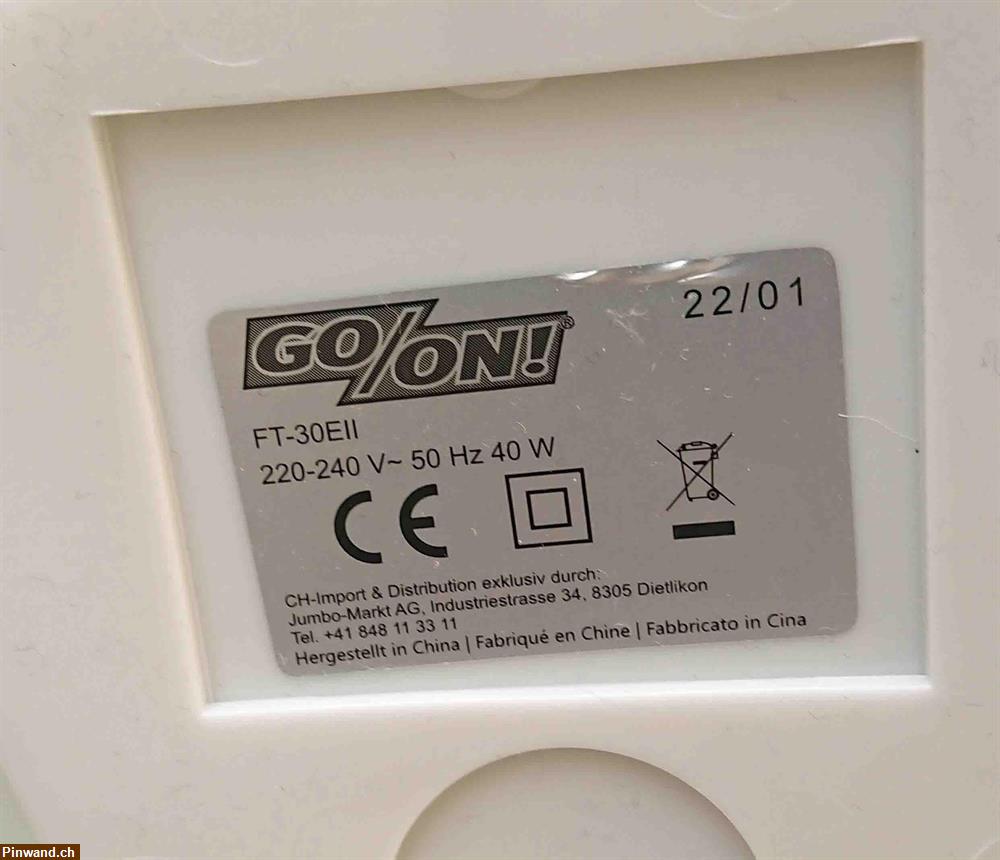 GO/ON!®
22/01
FT-30EII
220-240 V~ 50 Hz 40 W
CE
CH-Import & Distribution exklusiv durch:
Jumbo-Markt AG, Industriestrasse 34, 8305 Dietlikon
Tel. +41 848 11 33 11
Hergestellt in China | Fabriqué en Chine | Fabbricato in Cina
Pinwand.ch